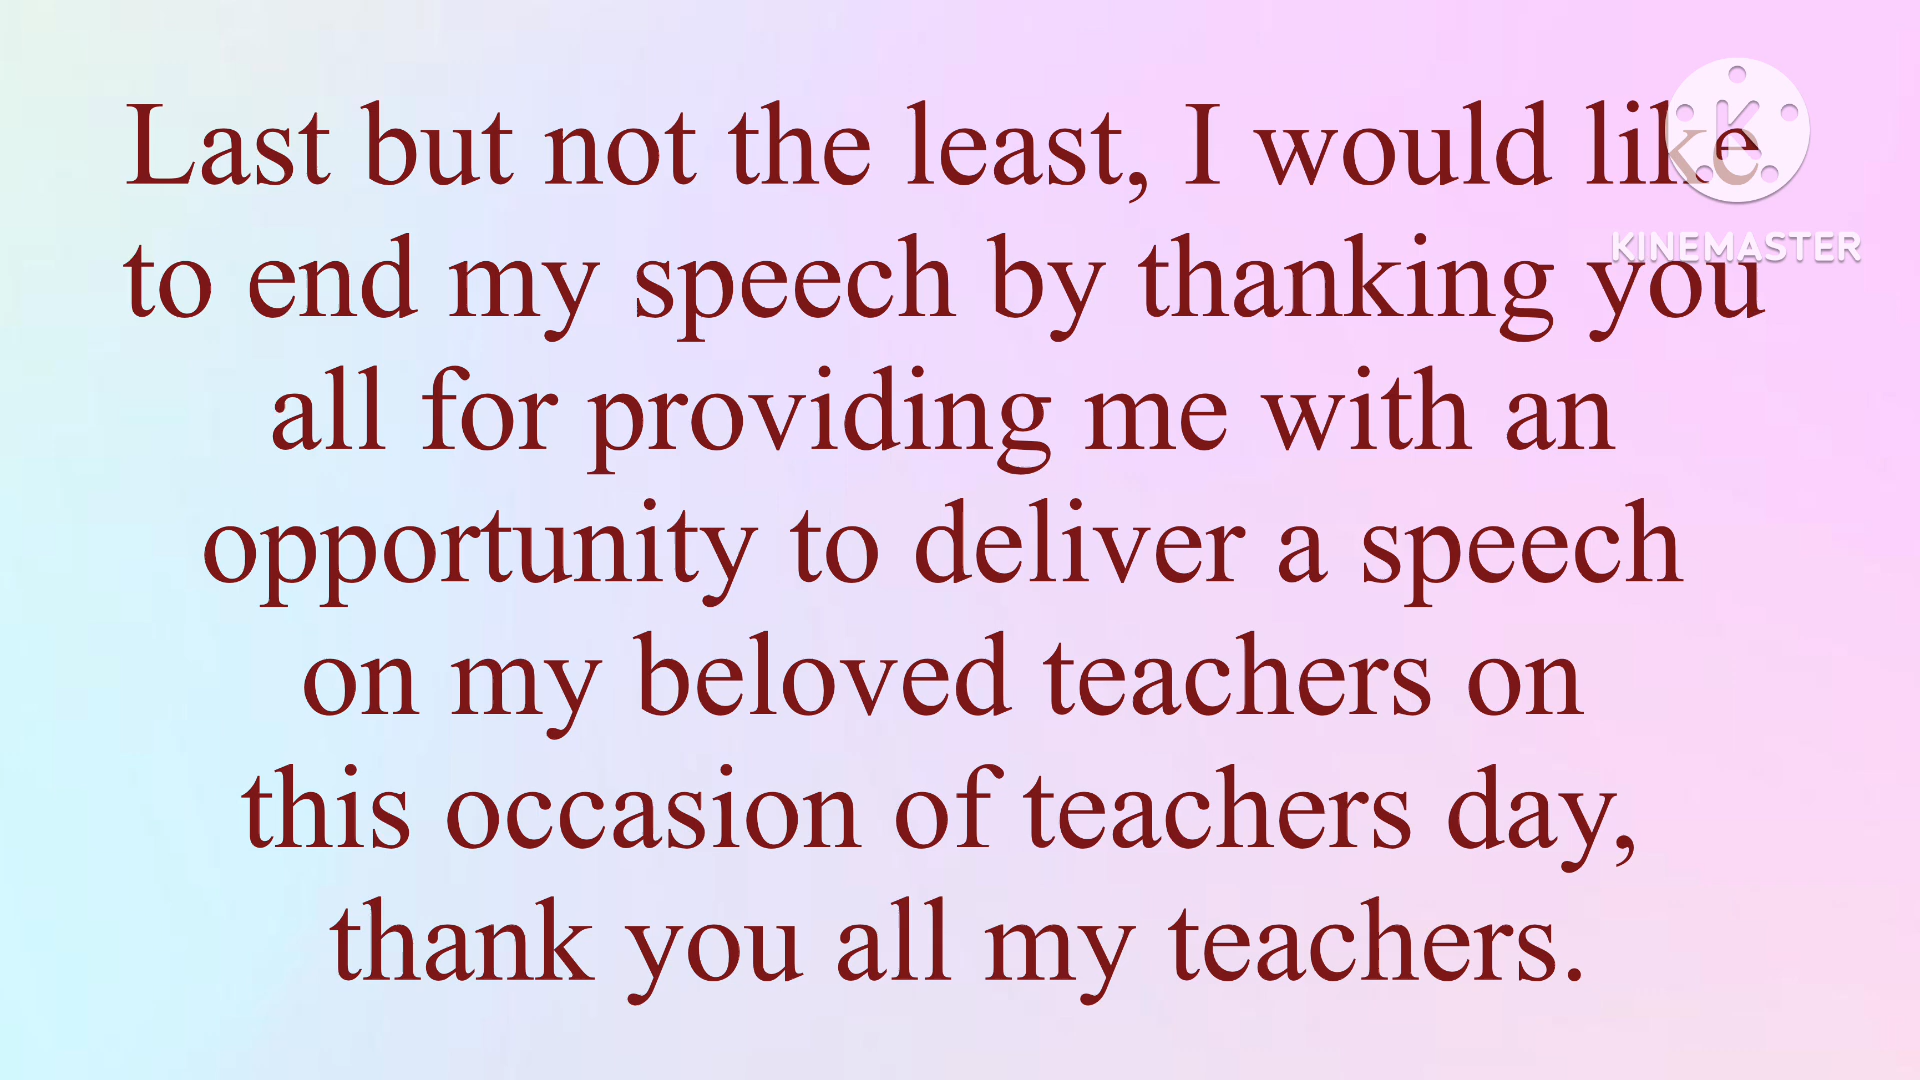 Last but not the least, I would like
KINEMASTER
to end my speech by thanking you
all for providing me with an
opportunity to deliver a speech
on my beloved teachers on
this occasion of teachers day,
thank you all my teachers.